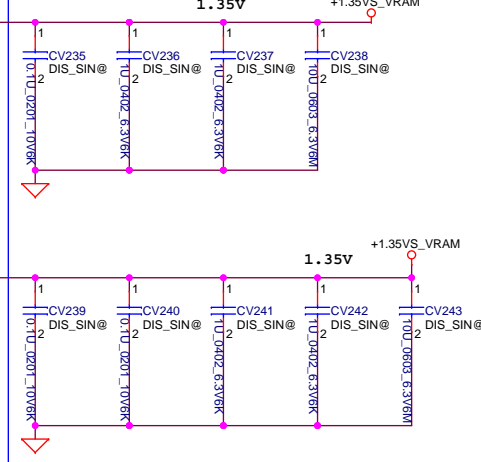 1.35V
+1.35VS_VRAM
1
1
1
1
CV235
CV236
CV237
CV238
DIS_SIN@
DIS_SIN@
DIS_SIN@
DIS_SIN@
2
2
2
2
0.1U_0201_10V6K
1U_0402_6.3V6K
1U_0402_6.3V6K
10U_0603_6.3V6M
+1.35VS_VRAM
1.35V
1
1
1
1
1
CV239
CV240
CV241
CV242
CV243
DIS_SIN@
DIS_SIN@
DIS_SIN@
DIS_SIN@
DIS_SIN@
2
2
2
2
2
0.1U_0201_10V6K
0.1U_0201_10V6K
1U_0402_6.3V6K
1U_0402_6.3V6K
10U_0603_6.3V6M